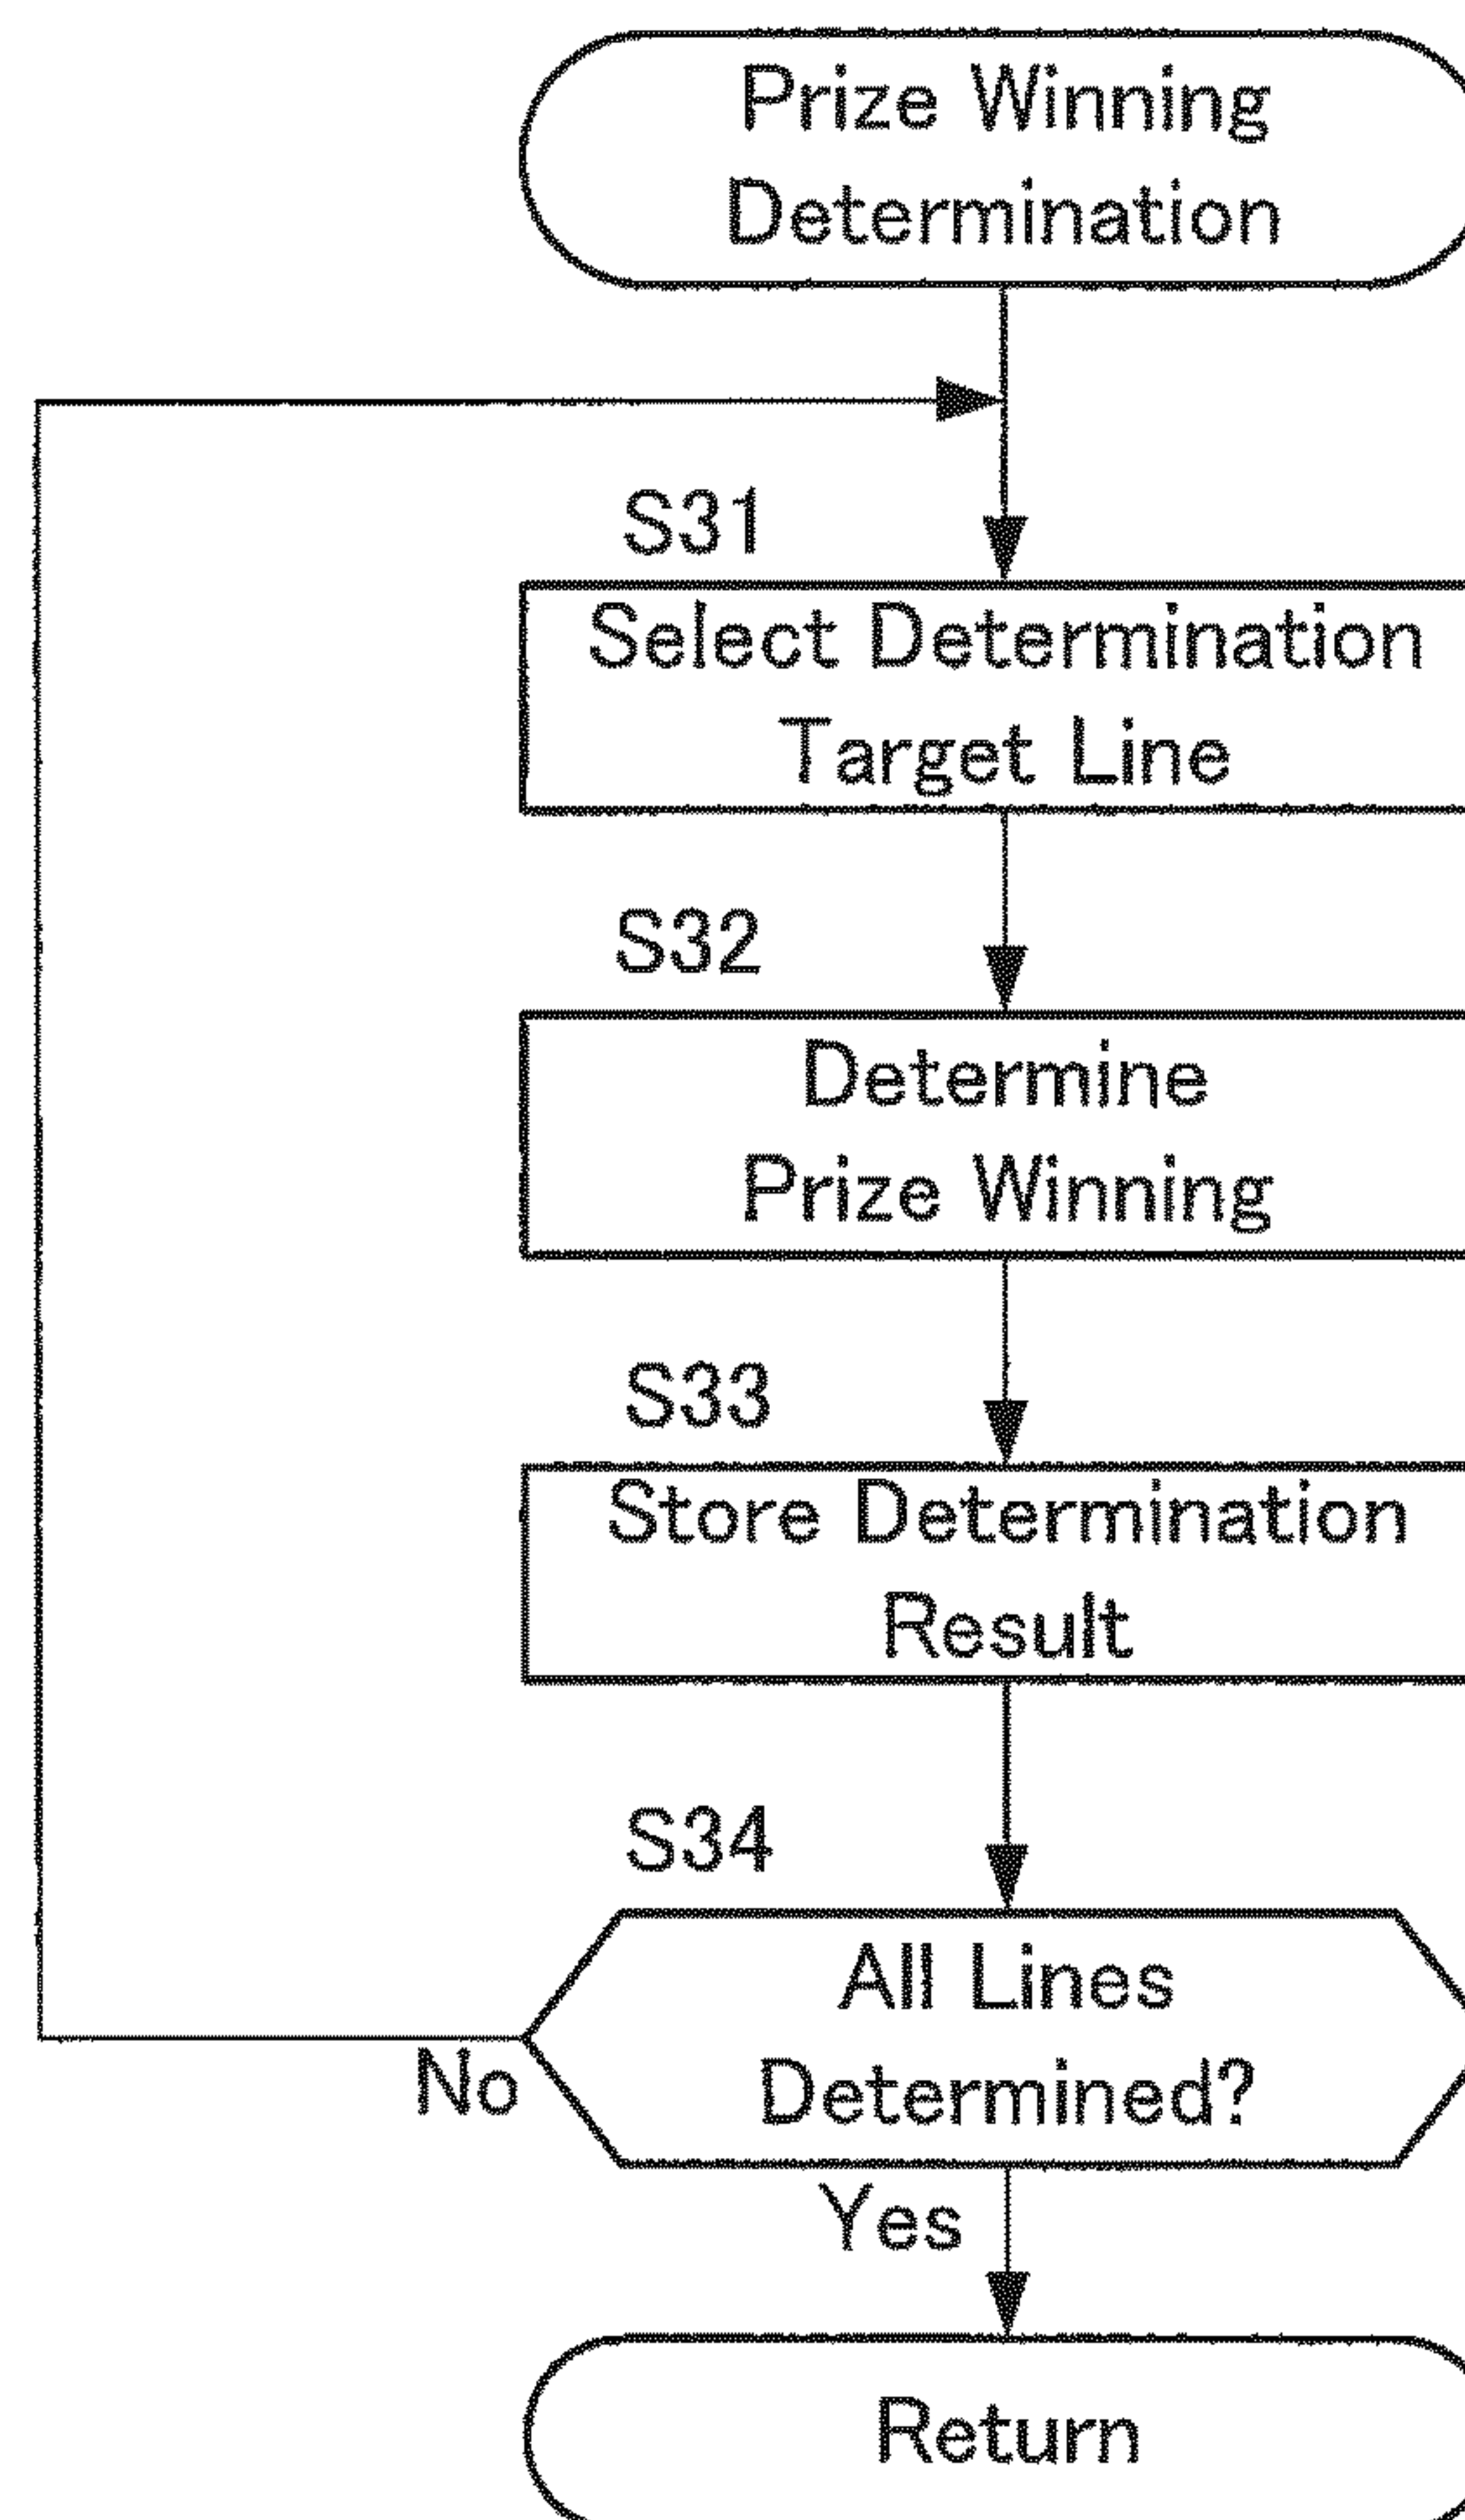 Prize Winning
Determination
S31
Select Determination
Target Line
S32
Determine
Prize Winning
S33
Store Determination
Result
S34
All Lines
Determined?
No
Yes
Return